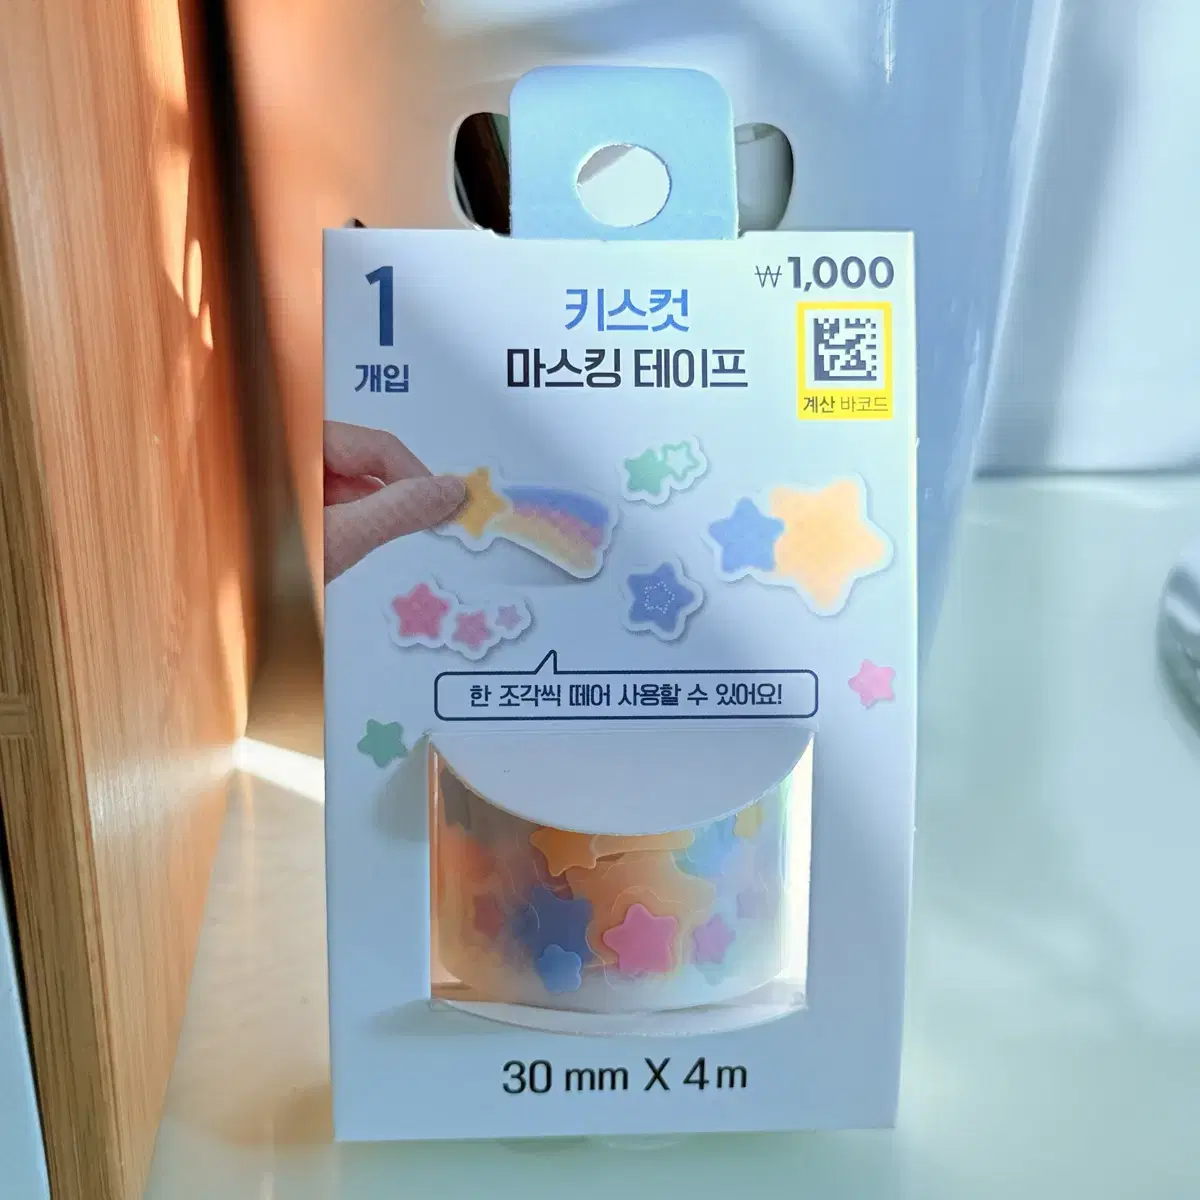 1
개입
₩1,000
키스컷
마스킹 테이프
계산 바코드
한 조각씩 떼어 사용할 수 있어요!
30 mm X 4 m